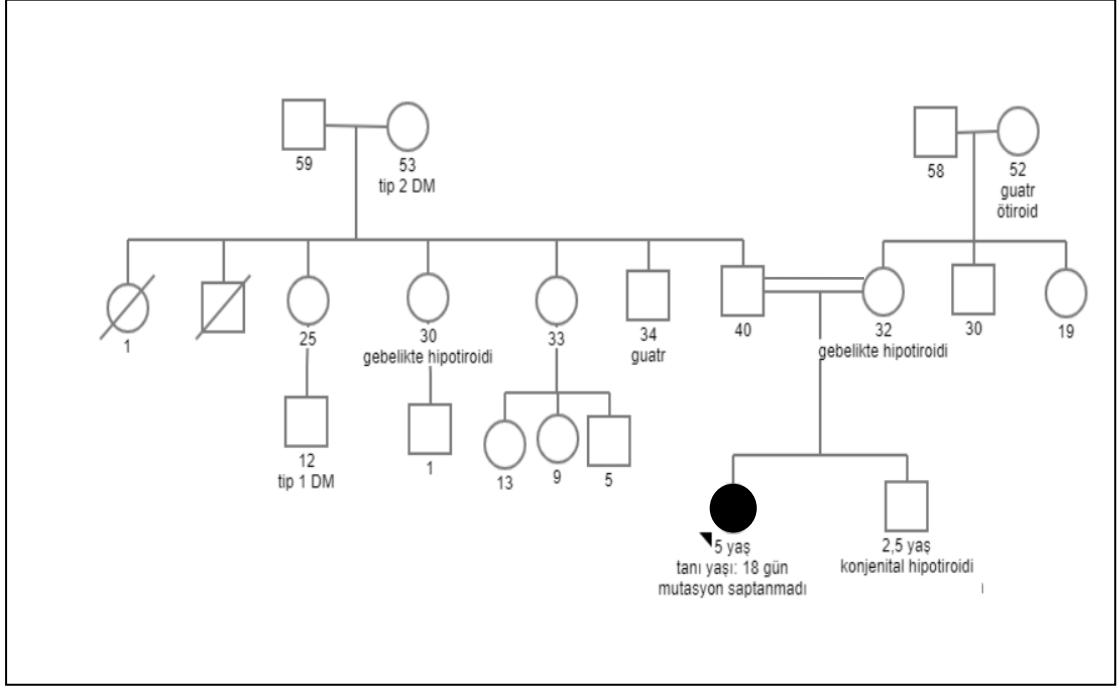 59
53
tip 2 DM
58
52
guatr
ötiroid
1
25
30
gebelikte hipotiroidi
33
34
guatr
40
32
gebelikte hipotiroidi
30
19
12
tip 1 DM
1
13
9
5
5 yaş
tanı yaşı: 18 gün
mutasyon saptanmadı
2,5 yaş
konjenital hipotiroidi